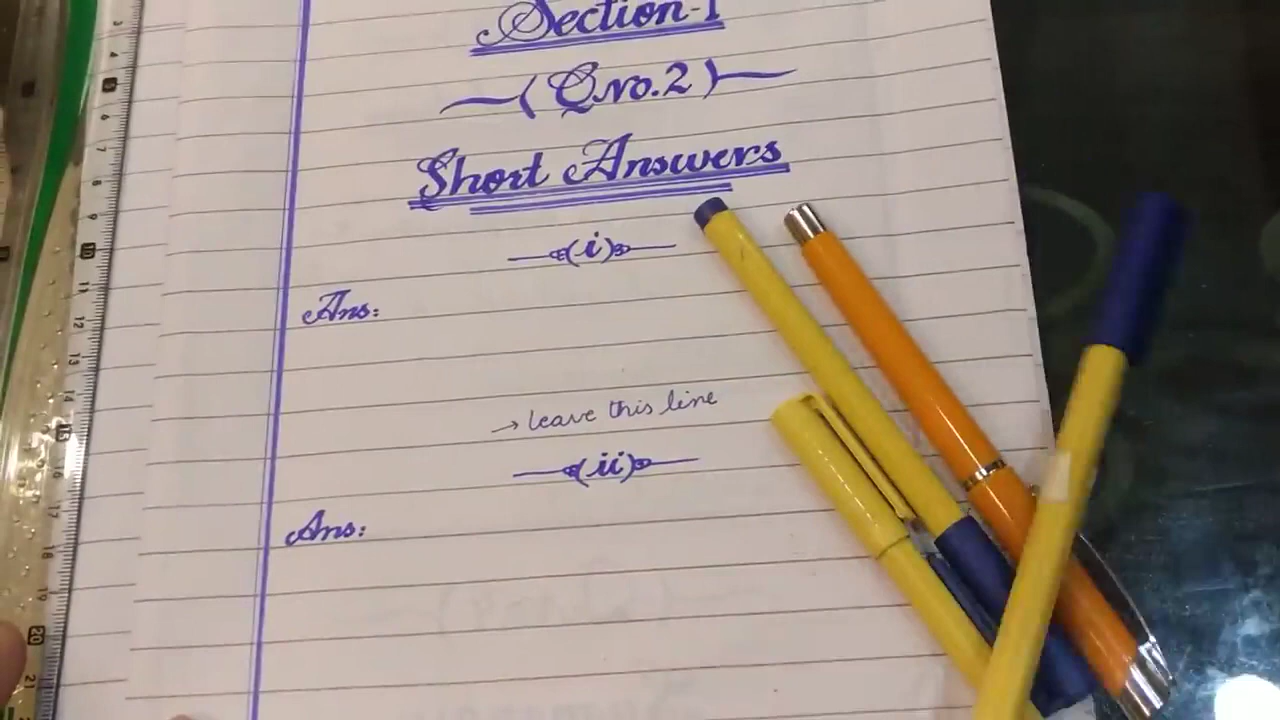 Section-I
(Q No.2)
Short Answers
(i)
Ans:
→ leave this line
(ii)
Ans: